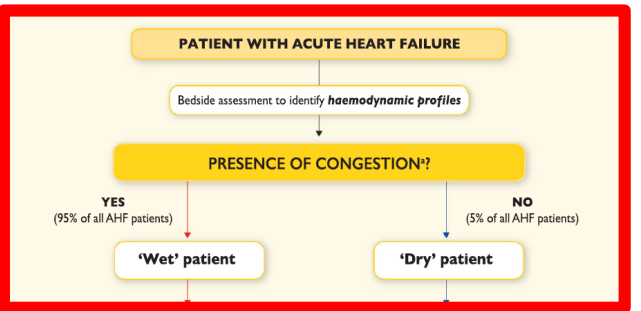 PATIENT WITH ACUTE HEART FAILURE
Bedside assessment to identify haemodynamic profiles
PRESENCE OF CONGESTIONª?
YES
(95% of all AHF patients)
NO
(5% of all AHF patients)
‘Wet’ patient
‘Dry’ patient